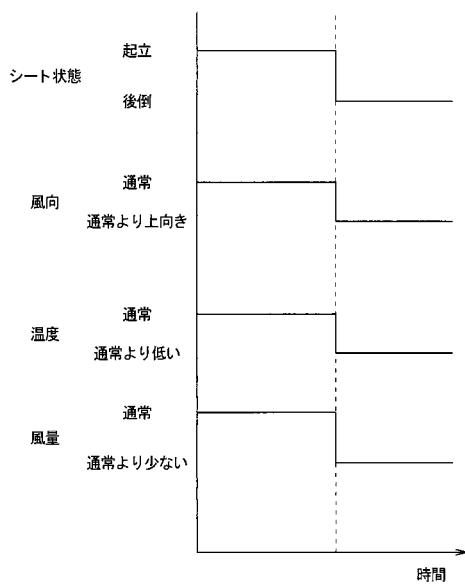 起立
シート状態
後倒
通常
風向
通常より上向き
通常
温度
通常より低い
通常
風量
通常より少ない
時間